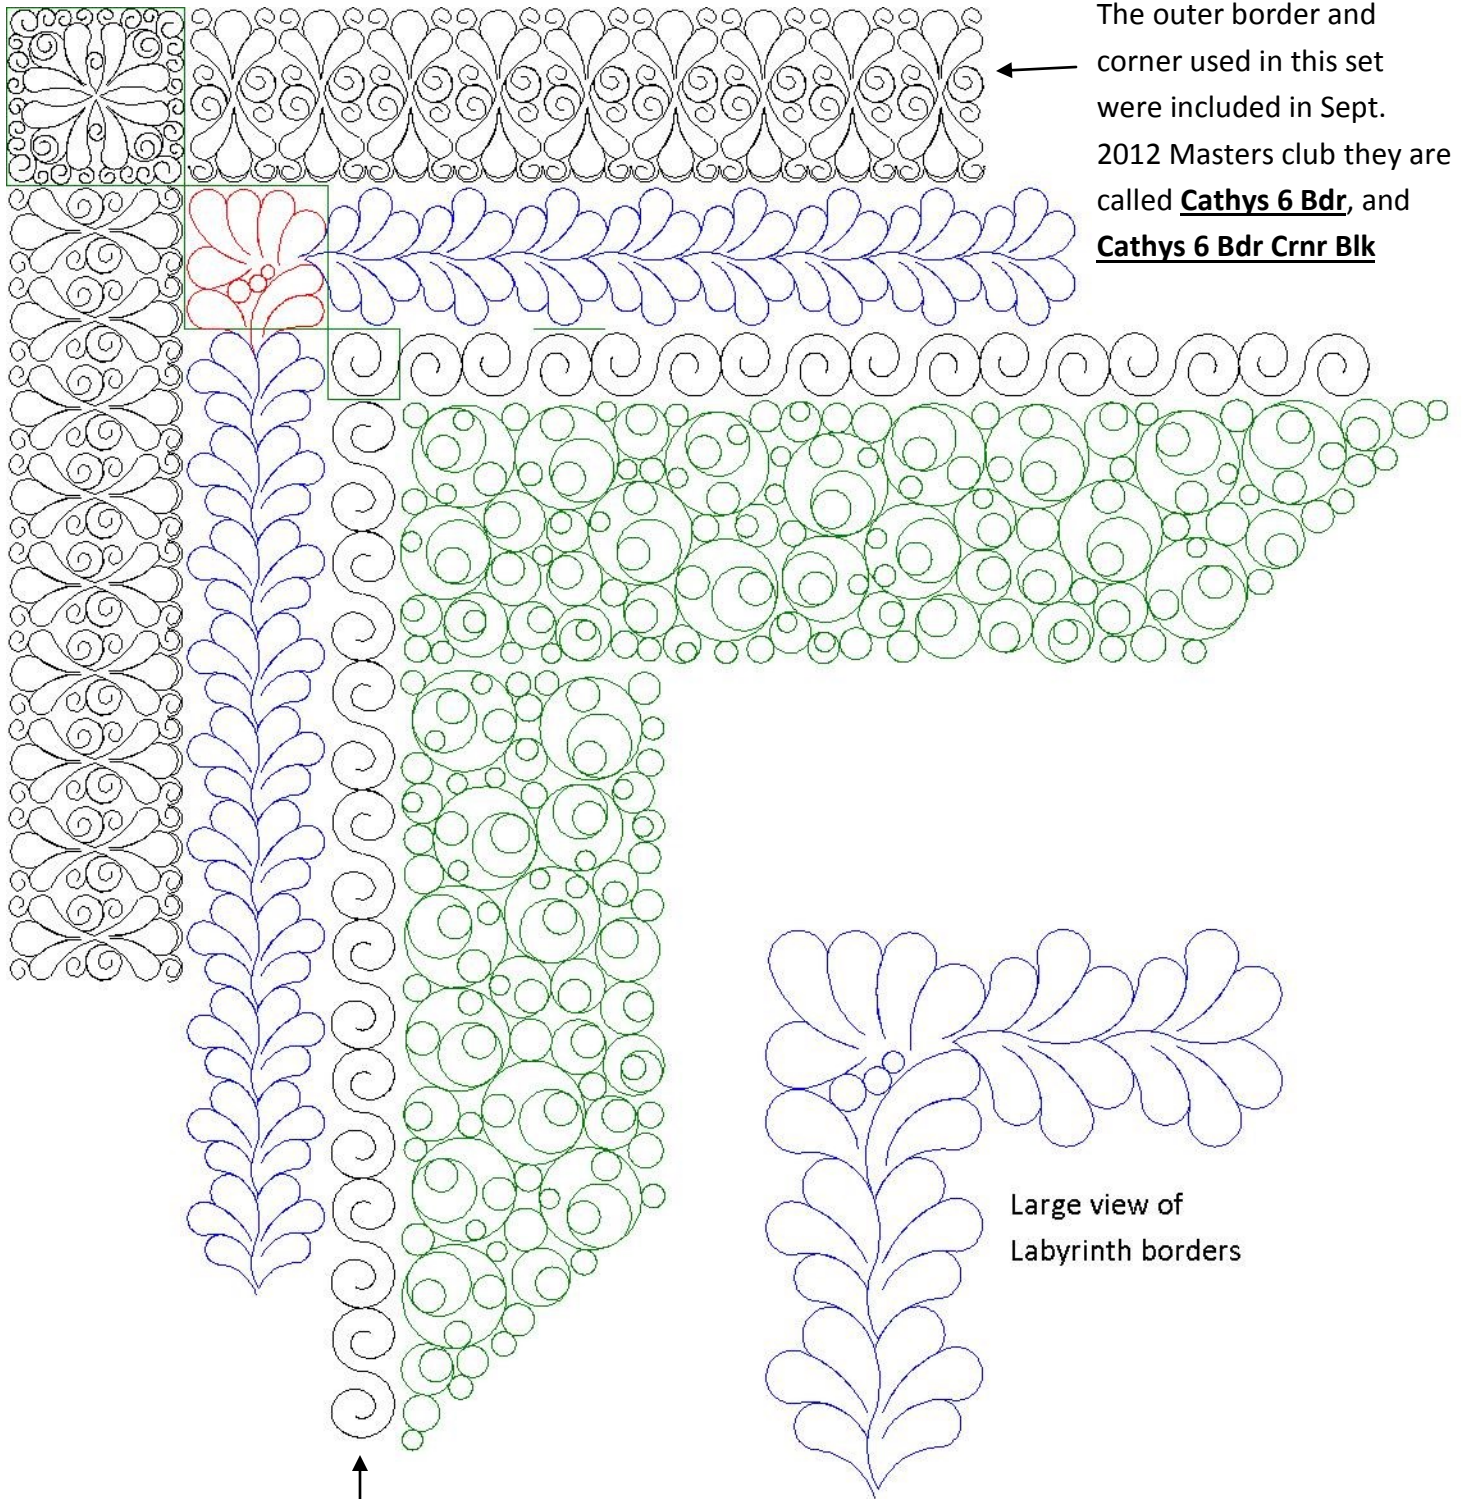 The outer border and
corner used in this set
were included in Sept.
2012 Masters club they are
called Cathys 6 Bdr, and
Cathys 6 Bdr Crnr Blk
Large view of
Labyrinth borders